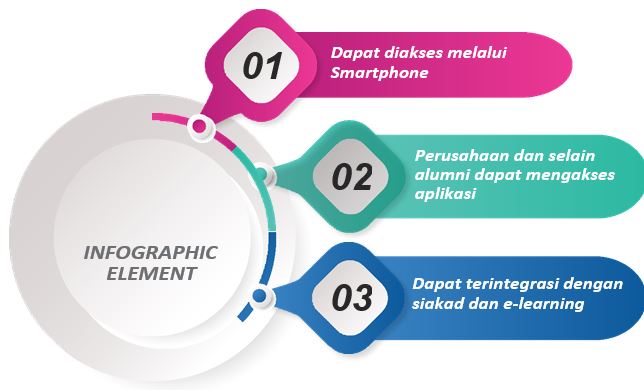 01
Dapat diakses melalui
Smartphone
02
Perusahaan dan selain
alumni dapat mengakses
aplikasi
INFOGRAPHIC
ELEMENT
03
Dapat terintegrasi dengan
siakad dan e-learning